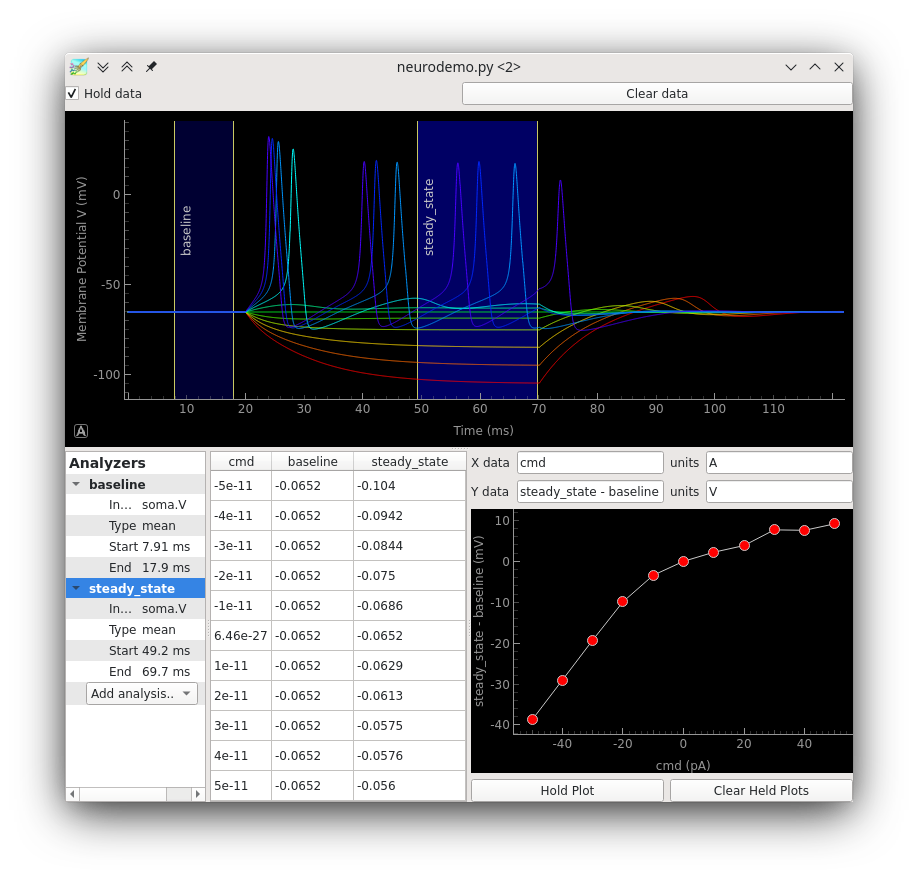 neurodemo.py <2>
Hold data
Clear data
Membrane Potential V (mV)
0
-50
-100
baseline
steady_state
10 20 30 40 50 60 70 80 90 100 110
Time (ms)
A
Analyzers
baseline
In... soma.V
Type mean
Start 7.91 ms
End 17.9 ms
steady_state
In... soma.V
Type mean
Start 49.2 ms
End 69.7 ms
Add analysis..
cmd baseline steady_state
-5e-11 -0.0652 -0.104
-4e-11 -0.0652 -0.0942
-3e-11 -0.0652 -0.0844
-2e-11 -0.0652 -0.075
-1e-11 -0.0652 -0.0686
6.46e-27 -0.0652 -0.0652
1e-11 -0.0652 -0.0629
2e-11 -0.0652 -0.0613
3e-11 -0.0652 -0.0575
4e-11 -0.0652 -0.0576
5e-11 -0.0652 -0.056
X data cmd units A
Y data steady_state - baseline units V
steady_state - baseline (mV)
10
0
-10
-20
-30
-40
-40 -20 0 20 40
cmd (pA)
Hold Plot
Clear Held Plots